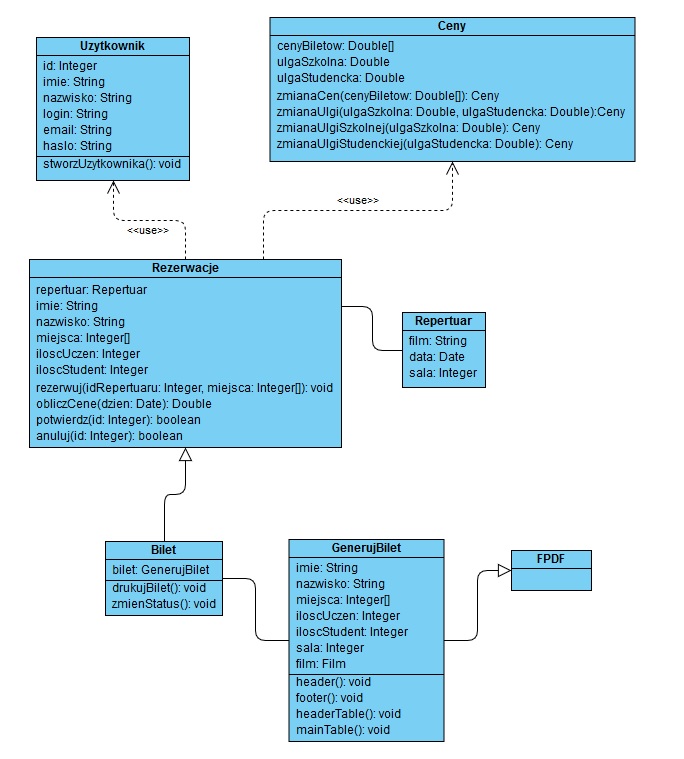 Uzytkownik
id: Integer
imie: String
nazwisko: String
login: String
email: String
haslo: String
stworzUzytkownika(): void
Ceny
cenyBiletow: Double[]
ulgaSzkolna: Double
ulgaStudencka: Double
zmianaCen(cenyBiletow: Double[]): Ceny
zmianaUlgi(ulgaSzkolna: Double, ulgaStudencka: Double):Ceny
zmianaUlgiSzkolnej(ulgaSzkolna: Double): Ceny
zmianaUlgiStudenckiej(ulgaStudencka: Double): Ceny
<<use>>
<<use>>
Rezerwacje
repertuar: Repertuar
imie: String
nazwisko: String
miejsca: Integer[]
iloscUczen: Integer
iloscStudent: Integer
rezerwuj(idRepertuaru: Integer, miejsca: Integer[]): void
obliczCene(dzien: Date): Double
potwierdz(id: Integer): boolean
anuluj(id: Integer): boolean
Repertuar
film: String
data: Date
sala: Integer
Bilet
bilet: GenerujBilet
drukujBilet(): void
zmienStatus(): void
GenerujBilet
imie: String
nazwisko: String
miejsca: Integer[]
iloscUczen: Integer
iloscStudent: Integer
sala: Integer
film: Film
header(): void
footer(): void
headerTable(): void
mainTable(): void
FPDF